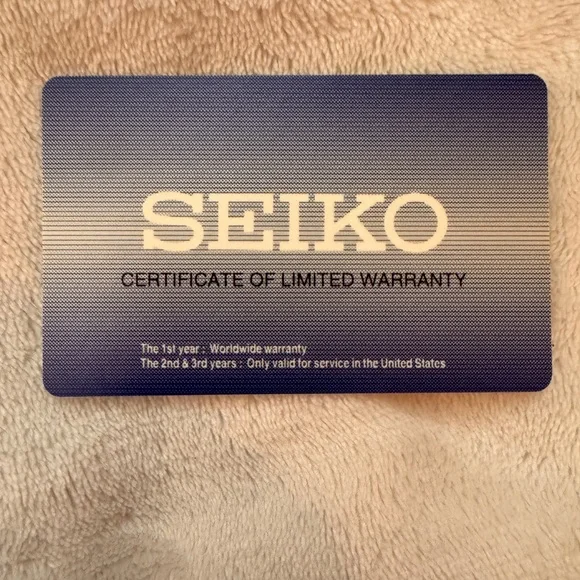 SEIKO
CERTIFICATE OF LIMITED WARRANTY
The 1st year : Worldwide warranty
The 2nd & 3rd years : Only valid for service in the United States